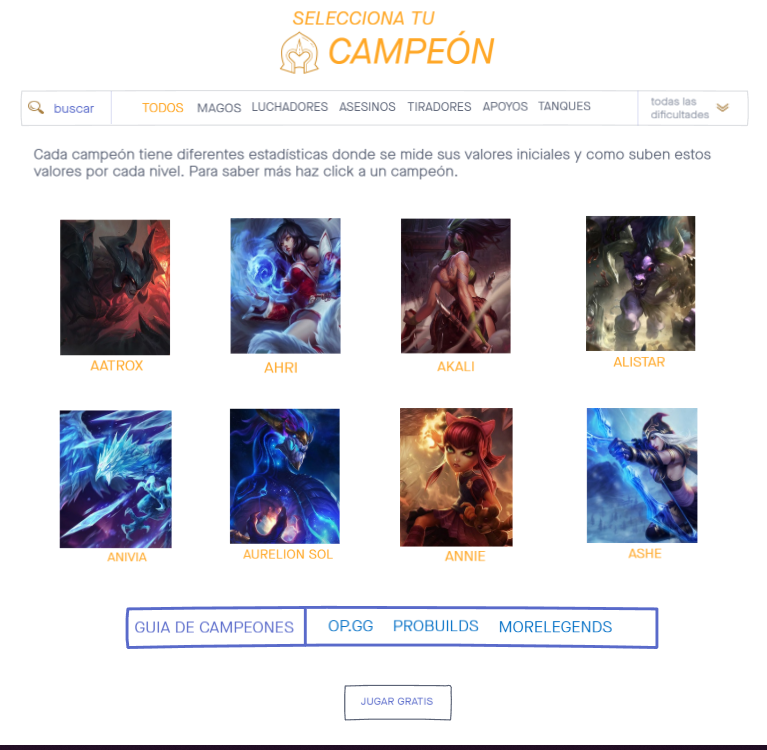 SELECCIONA TU
CAMPEÓN
buscar
TODOS MAGOS LUCHADORES ASESINOS TIRADORES APOYOS TANQUES
todas las
dificultades
Cada campeón tiene diferentes estadísticas donde se mide sus valores iniciales y como suben estos
valores por cada nivel. Para saber más haz click a un campeón.
AATROX
AHRI
AKALI
ALISTAR
ANIVIA
AURELION SOL
ANNIE
ASHE
GUIA DE CAMPEONES OP.GG PROBUILDS MORELEGENDS
JUGAR GRATIS